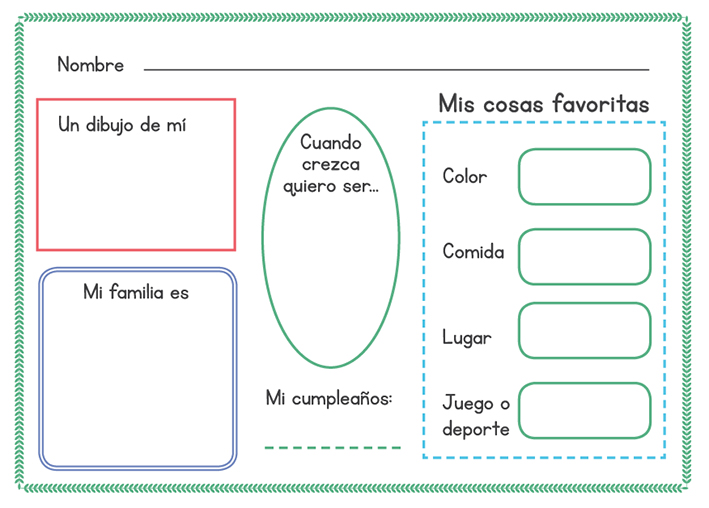 Nombre
Un dibujo de mí
Mi familia es
Cuando
crezca
quiero ser...
Mi cumpleaños:
Mis cosas favoritas
Color
Comida
Lugar
Juego o
deporte